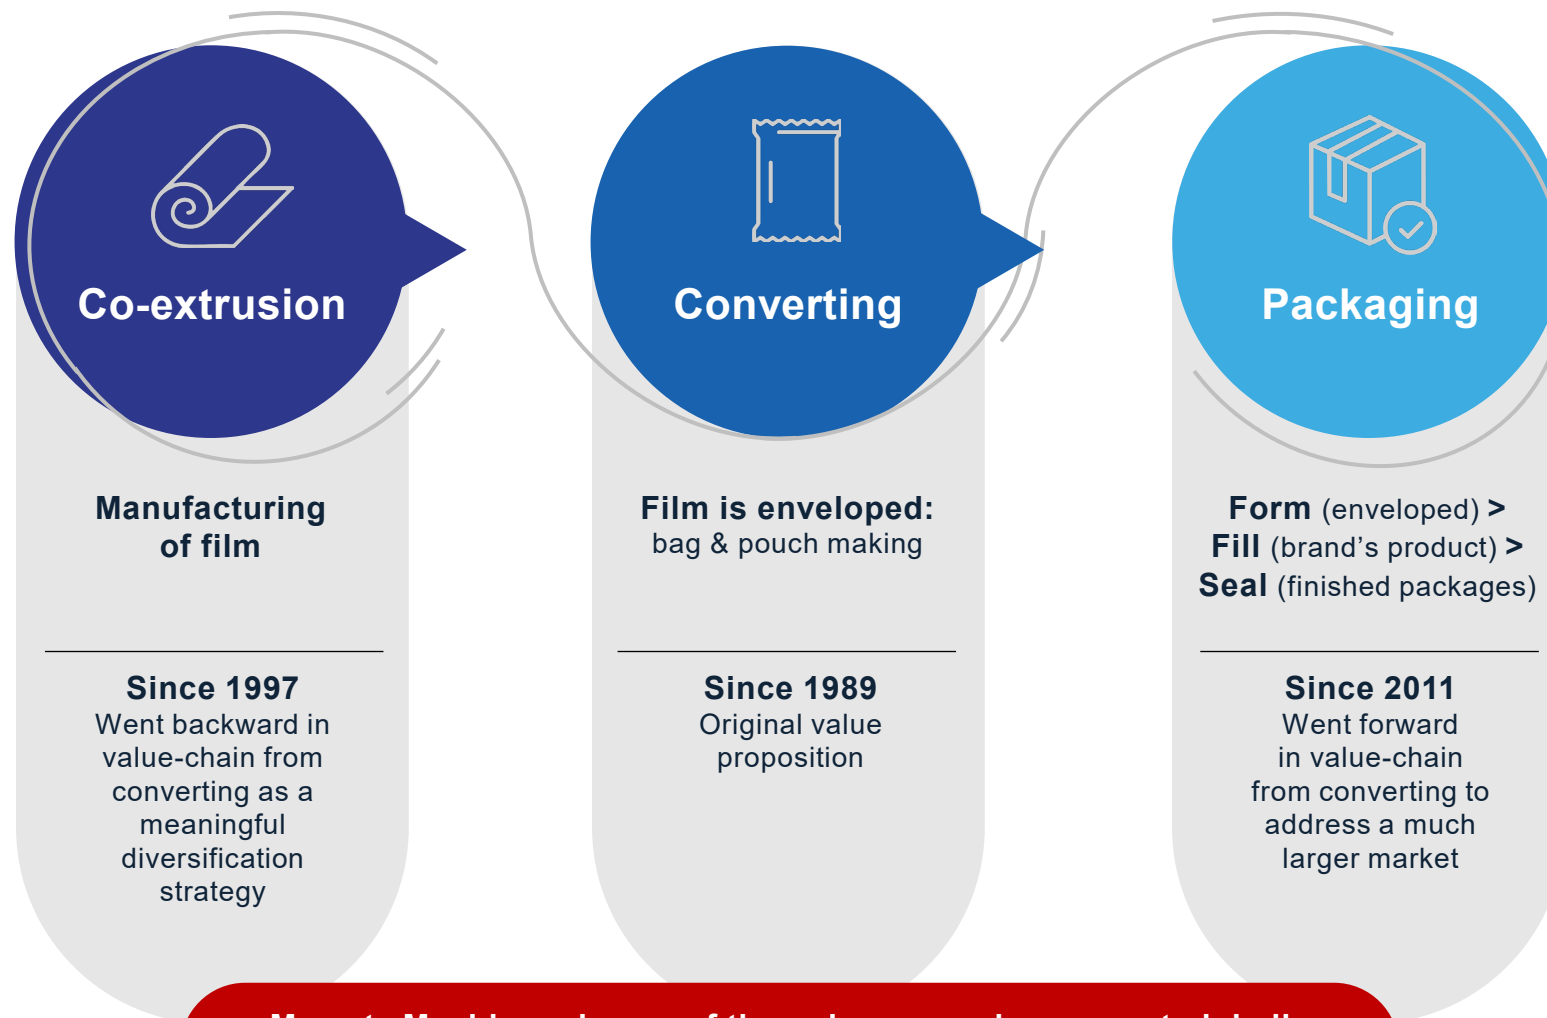 Co-extrusion
Manufacturing
of film
Since 1997
Went backward in
value-chain from
converting as a
meaningful
diversification
strategy
Converting
Film is enveloped:
bag & pouch making
Since 1989
Original value
proposition
Packaging
Form (enveloped) >
Fill (brand’s product) >
Seal (finished packages)
Since 2011
Went forward
in value-chain
from converting to
address a much
larger market